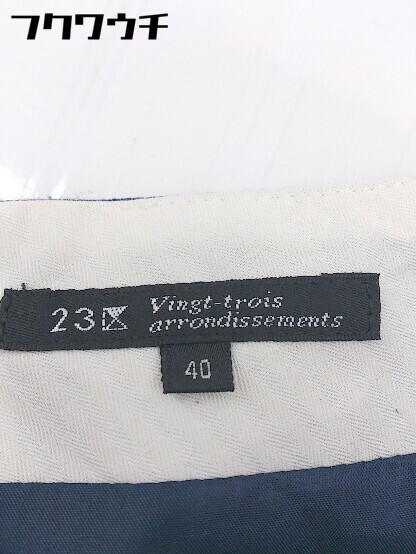 フクワウチ
23区 Vingt-trois
arrondissements
40